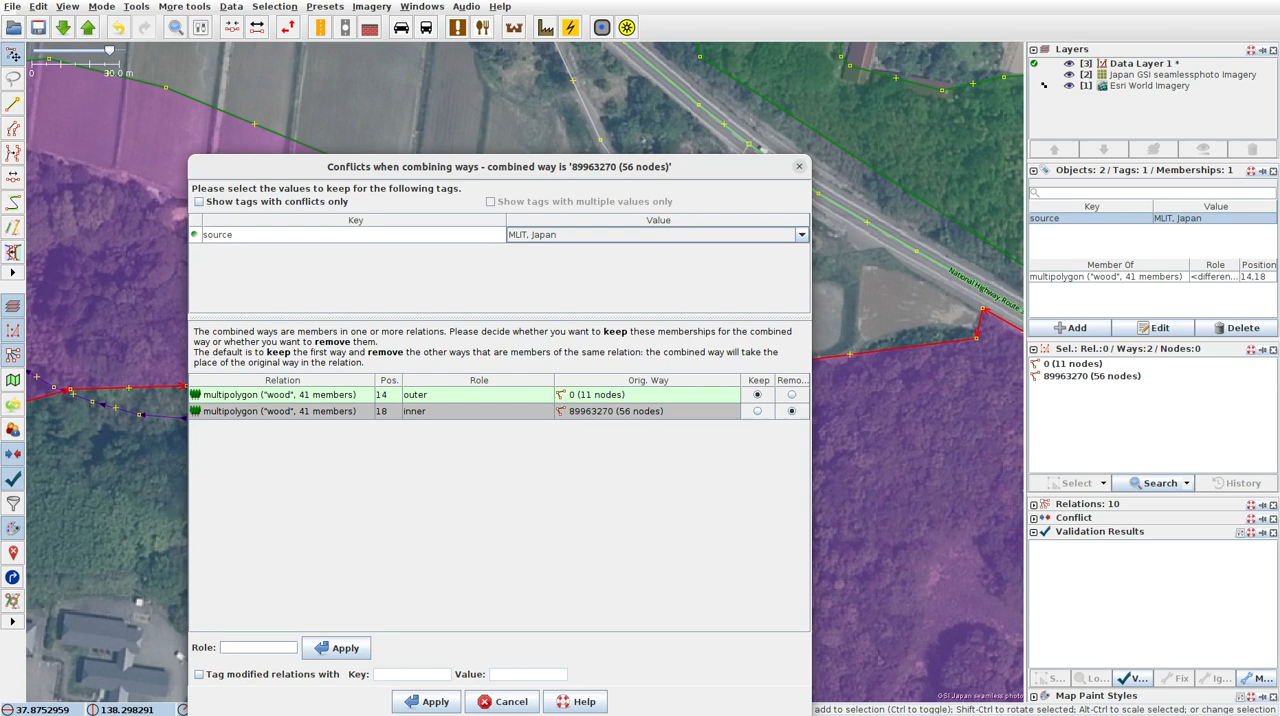 File Edit View Mode Tools More tools Data Selection Presets Imagery Windows Audio Help
0 30.0 m
Layers
[3] Data Layer 1 *
[2] Japan GSI seamlessphoto Imagery
[1] Esri World Imagery
Conflicts when combining ways - combined way is '89963270 (56 nodes)'
Please select the values to keep for the following tags.
Show tags with conflicts only Show tags with multiple values only
Key Value
source MLIT, Japan
The combined ways are members in one or more relations. Please decide whether you want to keep these memberships for the combined
way or whether you want to remove them.
The default is to keep the first way and remove the other ways that are members of the same relation: the combined way will take the
place of the original way in the relation.
Relation Pos. Role Orig. Way Keep Remo...
multipolygon ("wood", 41 members) 14 outer 0 (11 nodes)
multipolygon ("wood", 41 members) 18 inner 89963270 (56 nodes)
Role: Apply
Tag modified relations with Key: Value:
Apply Cancel Help
National Highway Route
Objects: 2 / Tags: 1 / Memberships: 1
Key Value
source MLIT, Japan
Member Of Role Position
multipolygon ("wood", 41 members) <differen... 14,18
Add Edit Delete
Sel.: Rel.:0 / Ways:2 / Nodes:0
0 (11 nodes)
89963270 (56 nodes)
Select Search History
Relations: 10
Conflict
Validation Results
S... Lo... V... Fix Ig... M...
Map Paint Styles
GSI Japan seamless photo
37.8752959 138.298291 add to selection (Ctrl to toggle); Shift-Ctrl to rotate selected; Alt-Ctrl to scale selected; or change selection